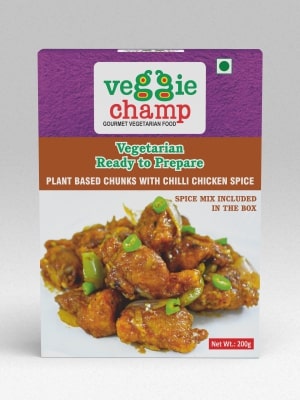 veggie
champ
GOURMET VEGETARIAN FOOD
Vegetarian
Ready to Prepare
PLANT BASED CHUNKS WITH CHILLI CHICKEN SPICE
SPICE MIX INCLUDED
IN THE BOX
Net Wt.: 200g